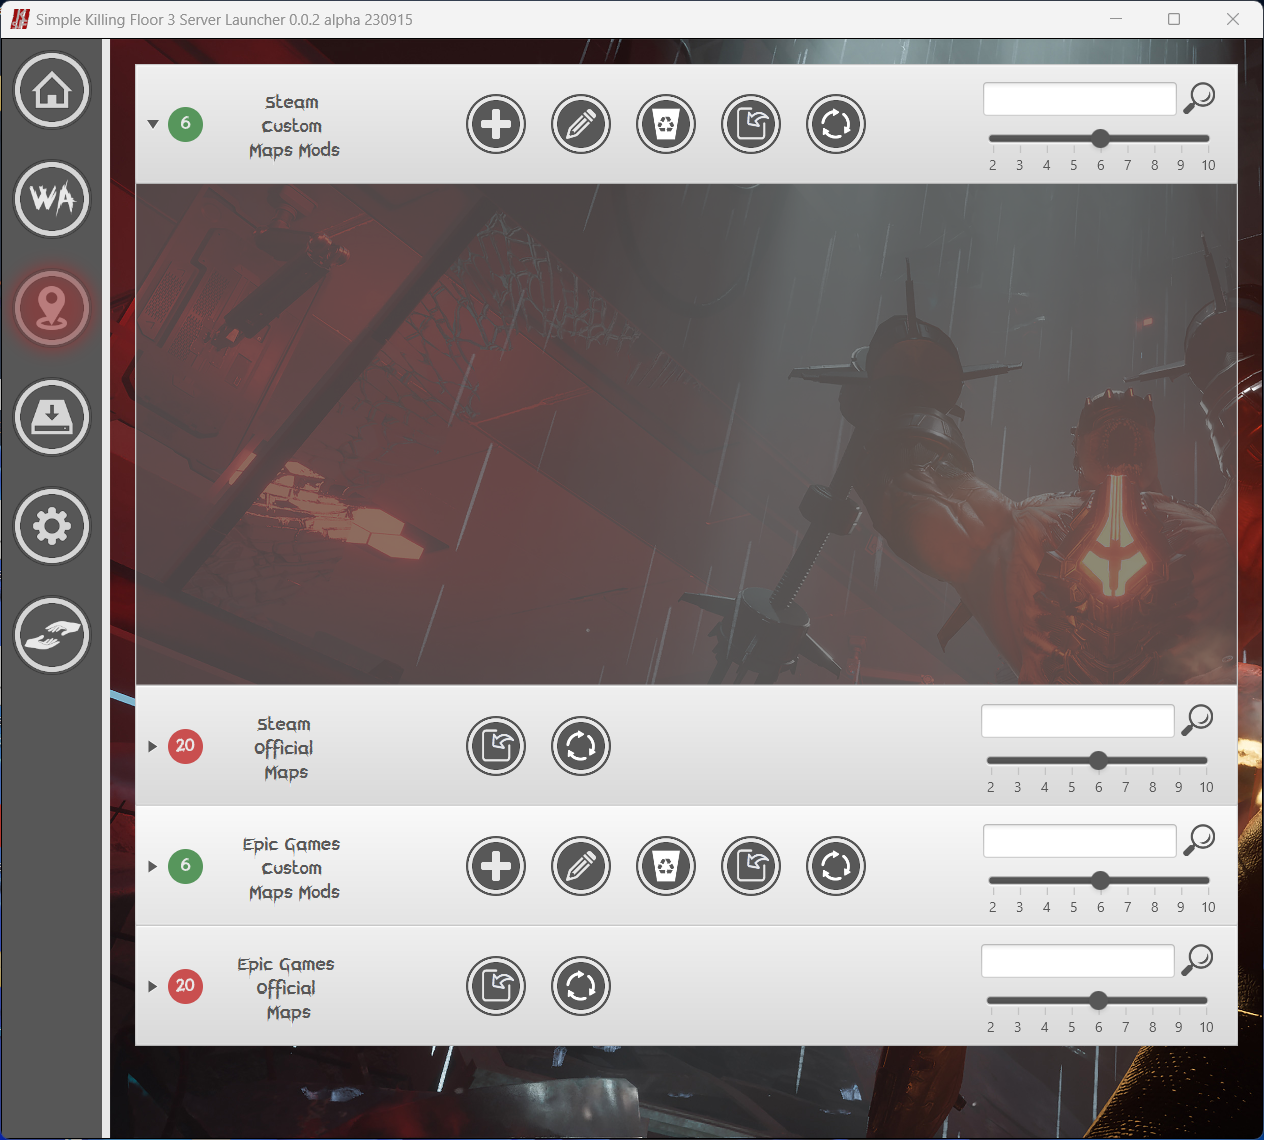 Simple Killing Floor 3 Server Launcher 0.0.2 alpha 230915
WA
6
Steam
Custom
Maps Mods
2 3 4 5 6 7 8 9 10
20
Steam
Official
Maps
2 3 4 5 6 7 8 9 10
6
Epic Games
Custom
Maps Mods
2 3 4 5 6 7 8 9 10
20
Epic Games
Official
Maps
2 3 4 5 6 7 8 9 10